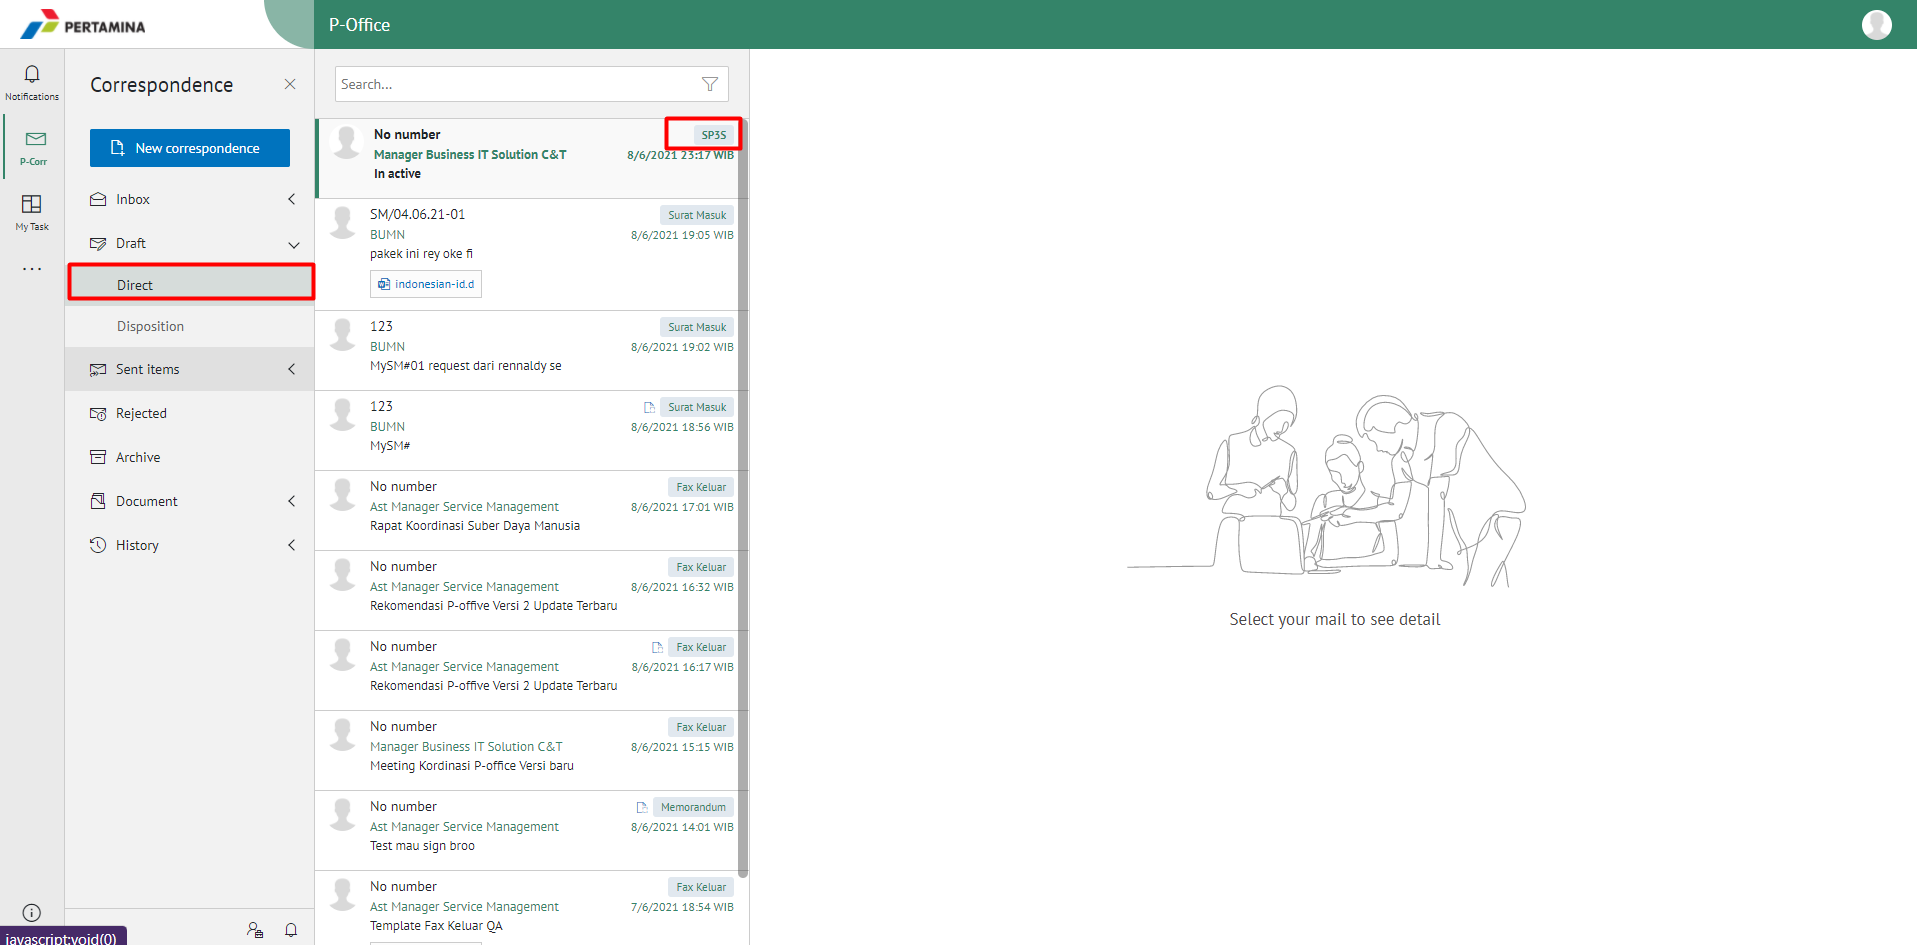 PERTAMINA
P-Office
Notifications
P-Corr
My Task
Correspondence
New correspondence
Inbox
Draft
Direct
Disposition
Sent items
Rejected
Archive
Document
History
javascript:void(0)
Search...
No number
SP3S
Manager Business IT Solution C&T
8/6/2021 23:17 WIB
In active
SM/04.06.21-01
Surat Masuk
BUMN
8/6/2021 19:05 WIB
pakek ini rey oke fi
indonesian-id.d
123
Surat Masuk
BUMN
8/6/2021 19:02 WIB
MySM#01 request dari rennaldy se
123
Surat Masuk
BUMN
8/6/2021 18:56 WIB
MySM#
No number
Fax Keluar
Ast Manager Service Management
8/6/2021 17:01 WIB
Rapat Koordinasi Suber Daya Manusia
No number
Fax Keluar
Ast Manager Service Management
8/6/2021 16:32 WIB
Rekomendasi P-offive Versi 2 Update Terbaru
No number
Fax Keluar
Ast Manager Service Management
8/6/2021 16:17 WIB
Rekomendasi P-offive Versi 2 Update Terbaru
No number
Fax Keluar
Manager Business IT Solution C&T
8/6/2021 15:15 WIB
Meeting Kordinasi P-office Versi baru
No number
Memorandum
Ast Manager Service Management
8/6/2021 14:01 WIB
Test mau sign broo
No number
Fax Keluar
Ast Manager Service Management
7/6/2021 18:54 WIB
Template Fax Keluar QA
Select your mail to see detail